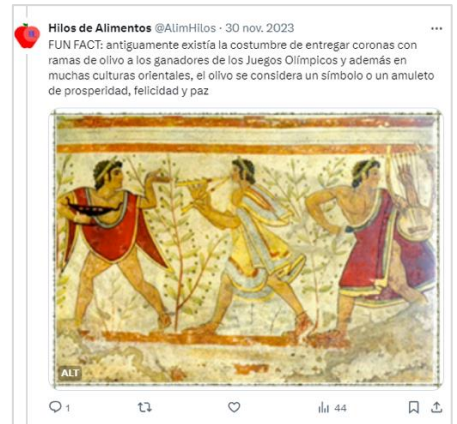 Hilos de Alimentos @AlimHilos · 30 nov. 2023
FUN FACT: antiguamente existía la costumbre de entregar coronas con
ramas de olivo a los ganadores de los Juegos Olímpicos y además en
muchas culturas orientales, el olivo se considera un símbolo o un amuleto
de prosperidad, felicidad y paz
ALT
1
44